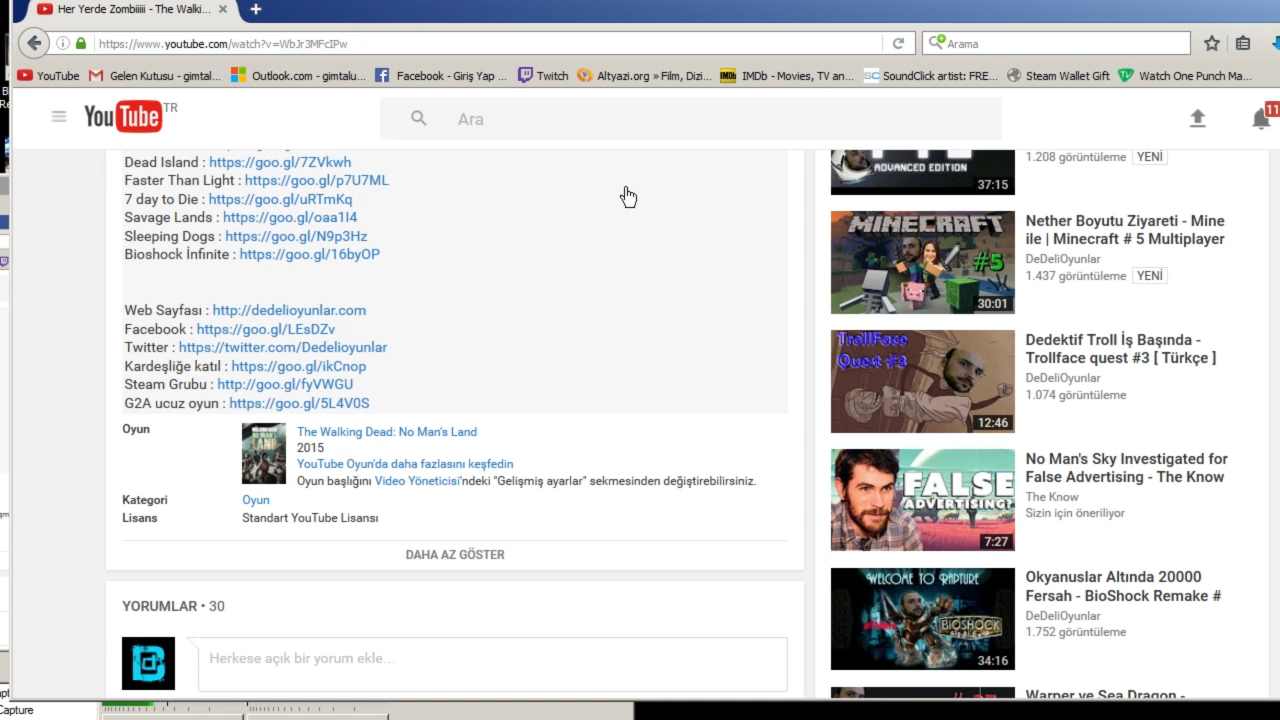 Her Yerde Zombiiiii - The Walki...
https://www.youtube.com/watch?v=WbJr3MFcIPw
Arama
YouTube
Gelen Kutusu - gimtal...
Outlook.com - gimtalu...
Facebook - Giriş Yap ...
Twitch
Altyazi.org » Film, Dizi...
IMDb - Movies, TV an...
SoundClick artist: FRE...
Steam Wallet Gift
Watch One Punch Ma...
YouTube TR
Ara
11
Dead Island : https://goo.gl/7ZVkwh
Faster Than Light : https://goo.gl/p7U7ML
7 day to Die : https://goo.gl/uRTmKq
Savage Lands : https://goo.gl/oaa1I4
Sleeping Dogs : https://goo.gl/N9p3Hz
Bioshock İnfinite : https://goo.gl/16byOP
Web Sayfası : http://dedelioyunlar.com
Facebook : https://goo.gl/LEsDZv
Twitter : https://twitter.com/Dedelioyunlar
Kardeşliğe katıl : https://goo.gl/ikCnop
Steam Grubu : http://goo.gl/fyVWGU
G2A ucuz oyun : https://goo.gl/5L4V0S
Oyun
The Walking Dead: No Man's Land
2015
YouTube Oyun'da daha fazlasını keşfedin
Oyun başlığını Video Yöneticisi'ndeki "Gelişmiş ayarlar" sekmesinden değiştirebilirsiniz.
Kategori Oyun
Lisans Standart YouTube Lisansı
DAHA AZ GÖSTER
YORUMLAR • 30
Herkese açık bir yorum ekle...
ADVANCED EDITION
37:15
1.208 görüntüleme YENİ
MINECRAFT
#5
30:01
Nether Boyutu Ziyareti - Mine
ile | Minecraft # 5 Multiplayer
DeDeliOyunlar
1.437 görüntüleme YENİ
TrollFace
Quest #3
12:46
Dedektif Troll İş Başında -
Trollface quest #3 [ Türkçe ]
DeDeliOyunlar
1.074 görüntüleme
FALSE
ADVERTISING?
7:27
No Man's Sky Investigated for
False Advertising - The Know
The Know
Sizin için öneriliyor
WELCOME TO RAPTURE
BIOSHOCK
34:16
Okyanuslar Altında 20000
Fersah - BioShock Remake #
DeDeliOyunlar
1.752 görüntüleme
Warper ve Sea Dragon -
Capture